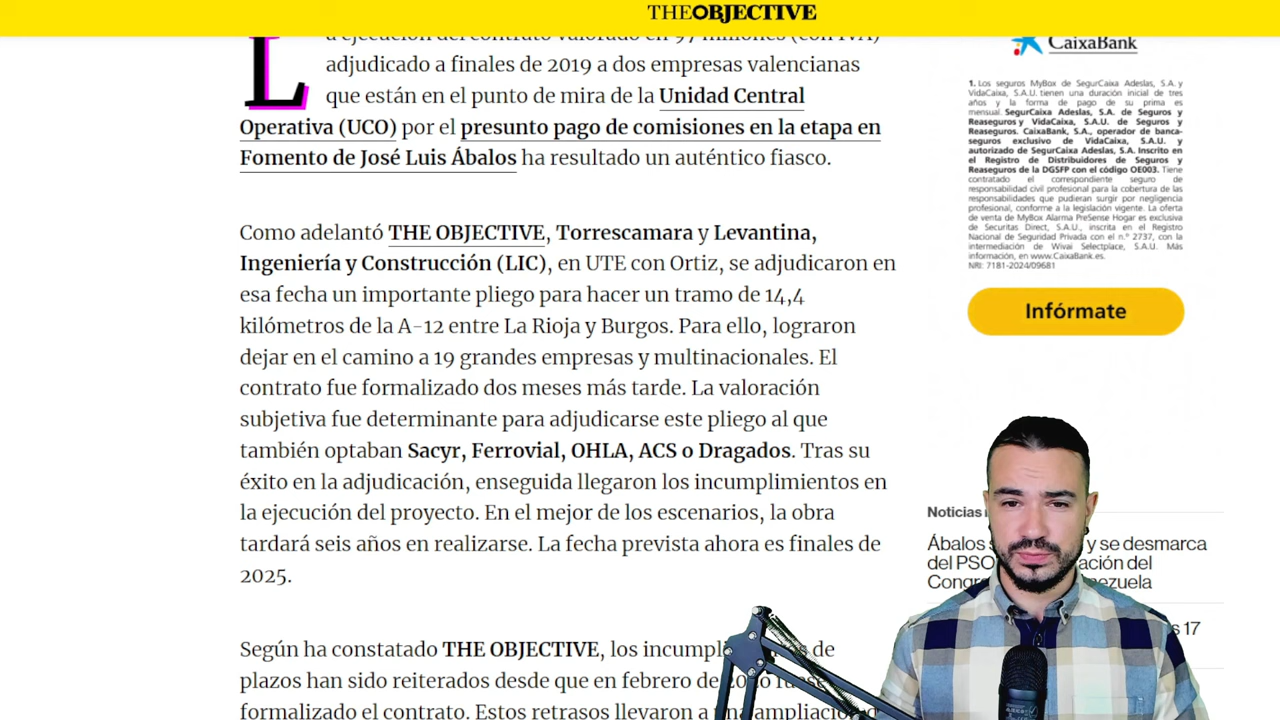 THEOBJECTIVE
L
a ejecución del contrato valorado en 97 millones (con IVA)
adjudicado a finales de 2019 a dos empresas valencianas
que están en el punto de mira de la Unidad Central
Operativa (UCO) por el presunto pago de comisiones en la etapa en
Fomento de José Luis Ábalos ha resultado un auténtico fiasco.
Como adelantó THE OBJECTIVE, Torrescamara y Levantina,
Ingeniería y Construcción (LIC), en UTE con Ortiz, se adjudicaron en
esa fecha un importante pliego para hacer un tramo de 14,4
kilómetros de la A-12 entre La Rioja y Burgos. Para ello, lograron
dejar en el camino a 19 grandes empresas y multinacionales. El
contrato fue formalizado dos meses más tarde. La valoración
subjetiva fue determinante para adjudicarse este pliego al que
también optaban Sacyr, Ferrovial, OHLA, ACS o Dragados. Tras su
éxito en la adjudicación, enseguida llegaron los incumplimientos en
la ejecución del proyecto. En el mejor de los escenarios, la obra
tardará seis años en realizarse. La fecha prevista ahora es finales de
2025.
Según ha constatado THE OBJECTIVE, los de
plazos han sido reiterados desde que en febrero de
formalizado el contrato. Estos retrasos llevaron a
CaixaBank
1. Los seguros MyBox de SegurCaixa Adeslas, S.A. y
VidaCaixa, S.A.U. tienen una duración inicial de tres
años y la forma de pago de su prima es
mensual. SegurCaixa Adeslas, S.A. de Seguros y
Reaseguros y VidaCaixa, S.A.U. de Seguros y
Reaseguros. CaixaBank, S.A., operador de banca-
seguros exclusivo de VidaCaixa, S.A.U. y
autorizado de SegurCaixa Adeslas, S.A. Inscrito en
el Registro de Distribuidores de Seguros y
Reaseguros de la DGSFP con el código OE003. Tiene
contratado el correspondiente seguro de
responsabilidad civil profesional para la cobertura de las
responsabilidades que pudieran surgir por negligencia
profesional, conforme a la legislación vigente. La oferta
de venta de MyBox Alarma PreSense Hogar es exclusiva
de Securitas Direct, S.A.U., inscrita en el Registro
Nacional de Seguridad Privada con el n.º 2737, con la
intermediación de Wivai Selectplace, S.A.U. Más
información, en www.CaixaBank.es.
NRI: 7181-2024/09681
Infórmate
Noticias
Ábalos y se desmarca
del PSO ación del
Congr nezuela
17